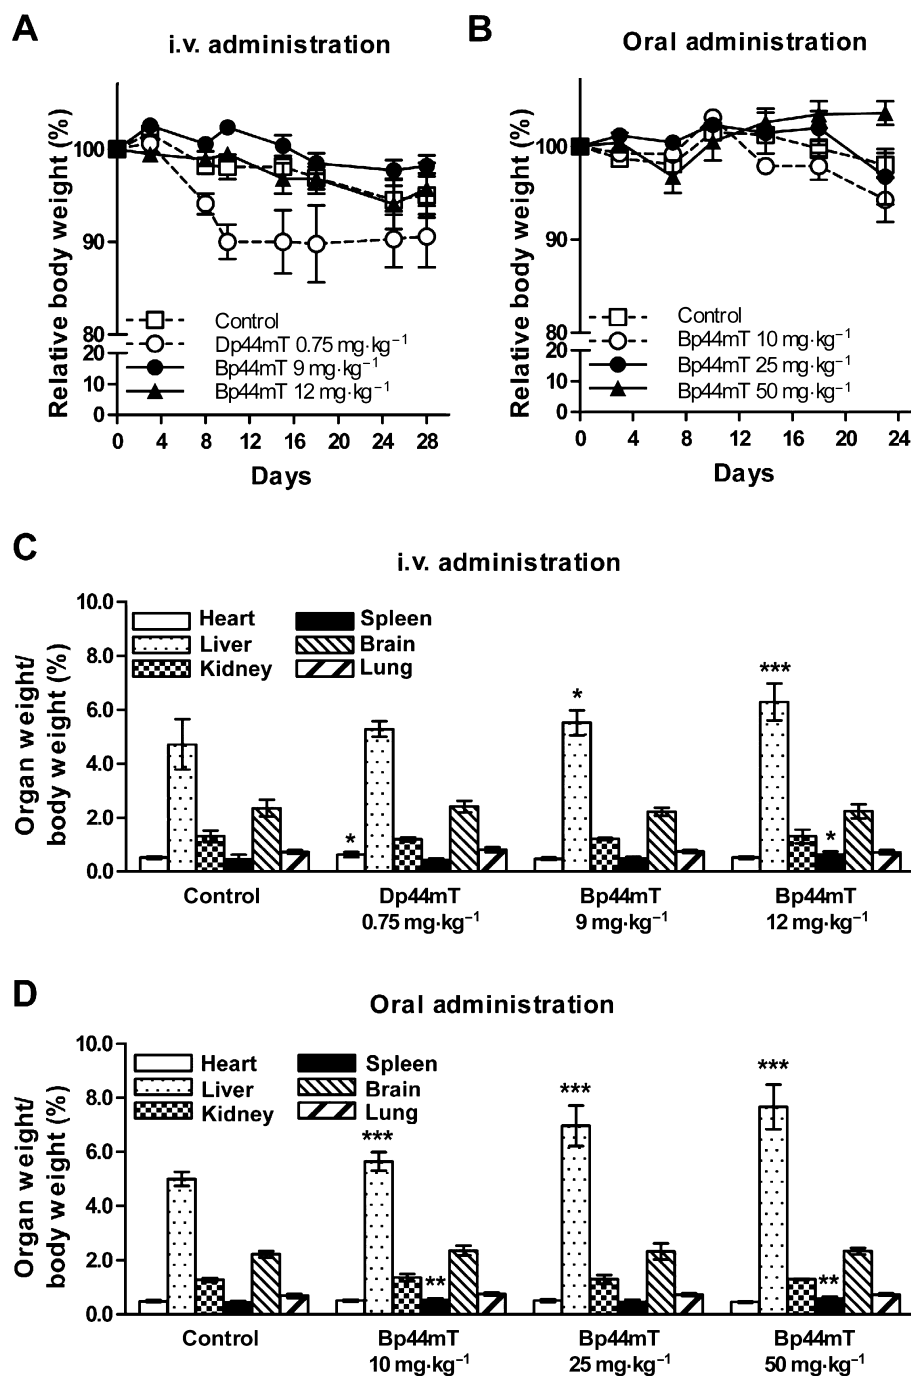 A
i.v. administration
Relative body weight (%)
100
90
80
20
10
0
Control
Dp44mT 0.75 mg·kg⁻¹
Bp44mT 9 mg·kg⁻¹
Bp44mT 12 mg·kg⁻¹
0 4 8 12 16 20 24 28
Days
B
Oral administration
Relative body weight (%)
100
90
80
20
10
0
Control
Bp44mT 10 mg·kg⁻¹
Bp44mT 25 mg·kg⁻¹
Bp44mT 50 mg·kg⁻¹
0 4 8 12 16 20 24
Days
C
i.v. administration
Organ weight/
body weight (%)
10.0
8.0
6.0
4.0
2.0
0.0
Heart Spleen
Liver Brain
Kidney Lung
* * *** *
Control Dp44mT Bp44mT Bp44mT
0.75 mg·kg⁻¹ 9 mg·kg⁻¹ 12 mg·kg⁻¹
D
Oral administration
Organ weight/
body weight (%)
10.0
8.0
6.0
4.0
2.0
0.0
Heart Spleen
Liver Brain
Kidney Lung
*** ** *** *** **
Control Bp44mT Bp44mT Bp44mT
10 mg·kg⁻¹ 25 mg·kg⁻¹ 50 mg·kg⁻¹